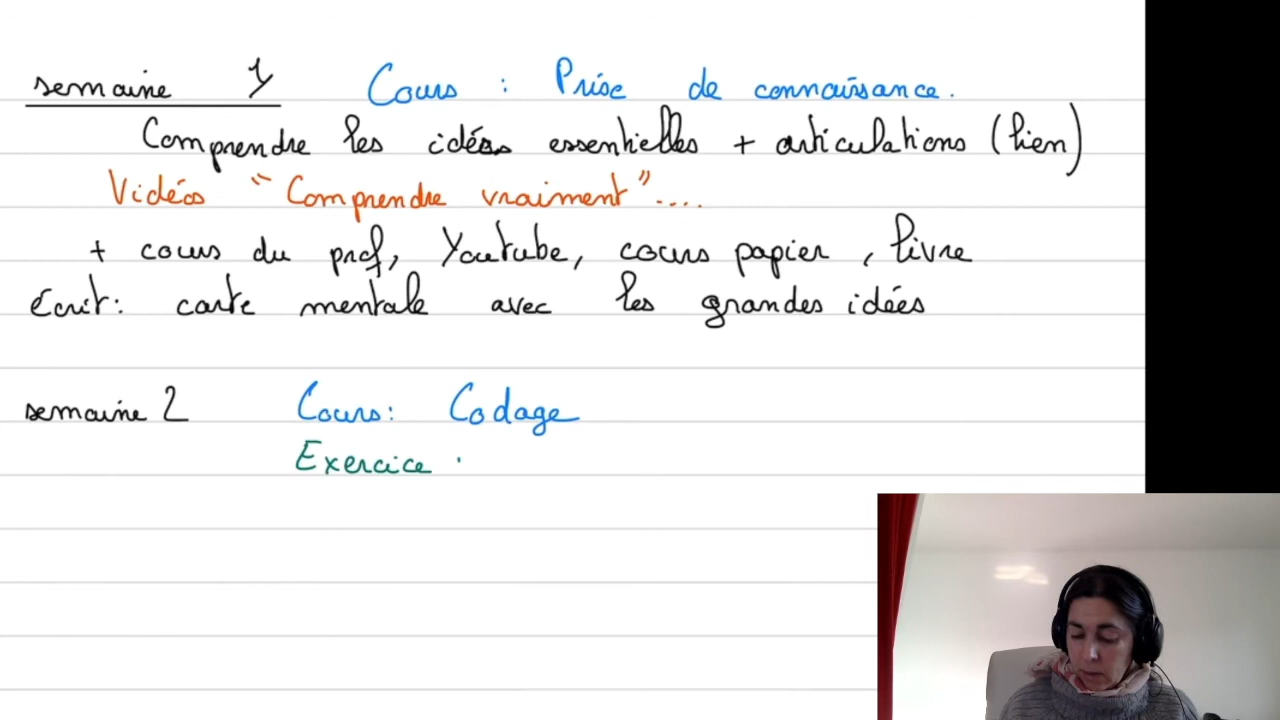 semaine 1 Cours : Prise de connaissance.
Comprendre les idées essentielles + articulations (lien)
Vidéos "Comprendre vraiment"....
+ cours du prof, Youtube, cours papier, livre
Ecrit: carte mentale avec les grandes idées
semaine 2 Cours: Codage
Exercice .